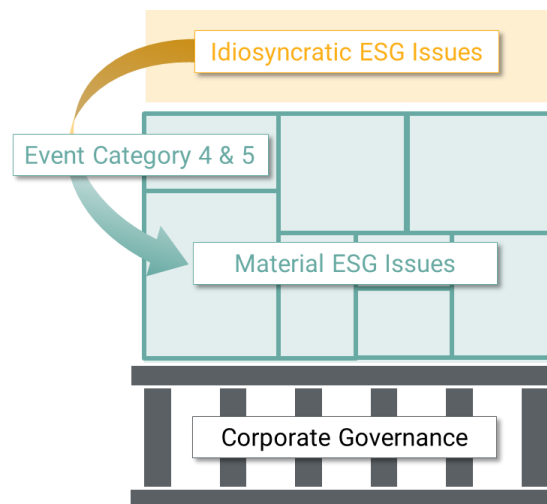 Idiosyncratic ESG Issues
Event Category 4 & 5
Material ESG Issues
Corporate Governance